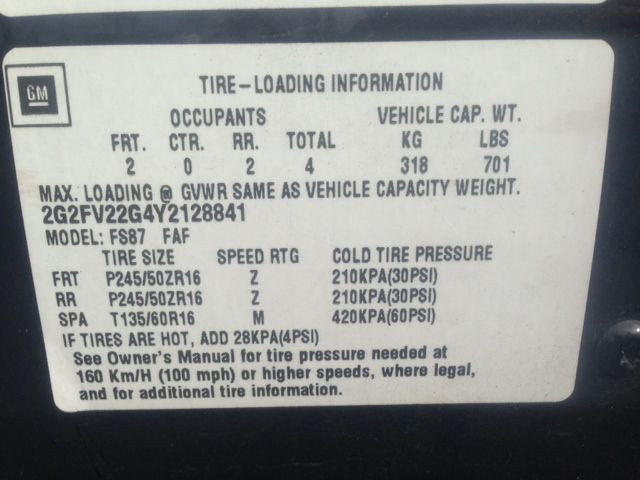 GM
TIRE-LOADING INFORMATION
OCCUPANTS VEHICLE CAP. WT.
FRT. CTR. RR. TOTAL KG LBS
2 0 2 4 318 701
MAX. LOADING @ GVWR SAME AS VEHICLE CAPACITY WEIGHT.
2G2FV22G4Y2128841
MODEL: FS87 FAF
TIRE SIZE SPEED RTG COLD TIRE PRESSURE
FRT P245/50ZR16 Z 210KPA(30PSI)
RR P245/50ZR16 Z 210KPA(30PSI)
SPA T135/60R16 M 420KPA(60PSI)
IF TIRES ARE HOT, ADD 28KPA(4PSI)
See Owner's Manual for tire pressure needed at
160 Km/H (100 mph) or higher speeds, where legal,
and for additional tire information.